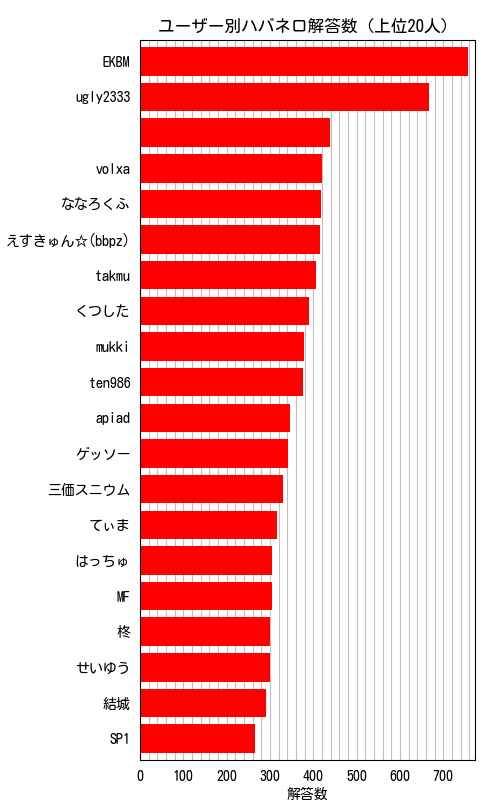 ユーザー別ハバネロ解答数 (上位20人)
EKBM
ugly2333
volxa
ななろくふ
えすきゅん☆(bbpz)
takmu
くつした
mukki
ten986
apiad
ゲッソー
三価スニウム
てぃま
はっちゅ
MF
柊
せいゆう
結城
SP1
0 100 200 300 400 500 600 700
解答数